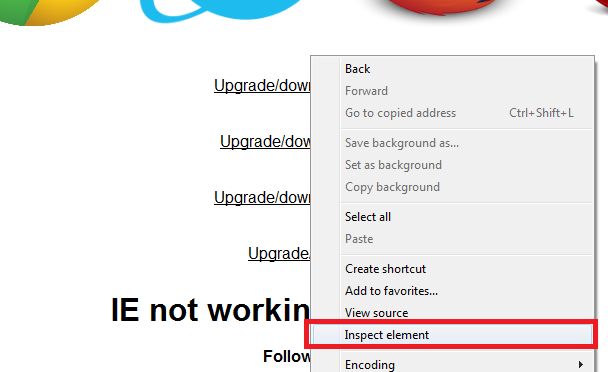 Upgrade/dow
Upgrade/dow
Upgrade/dow
Upgrade/
IE not workin
Follow
Back
Forward
Go to copied address Ctrl+Shift+L
Save background as...
Set as background
Copy background
Select all
Paste
Create shortcut
Add to favorites...
View source
Inspect element
Encoding